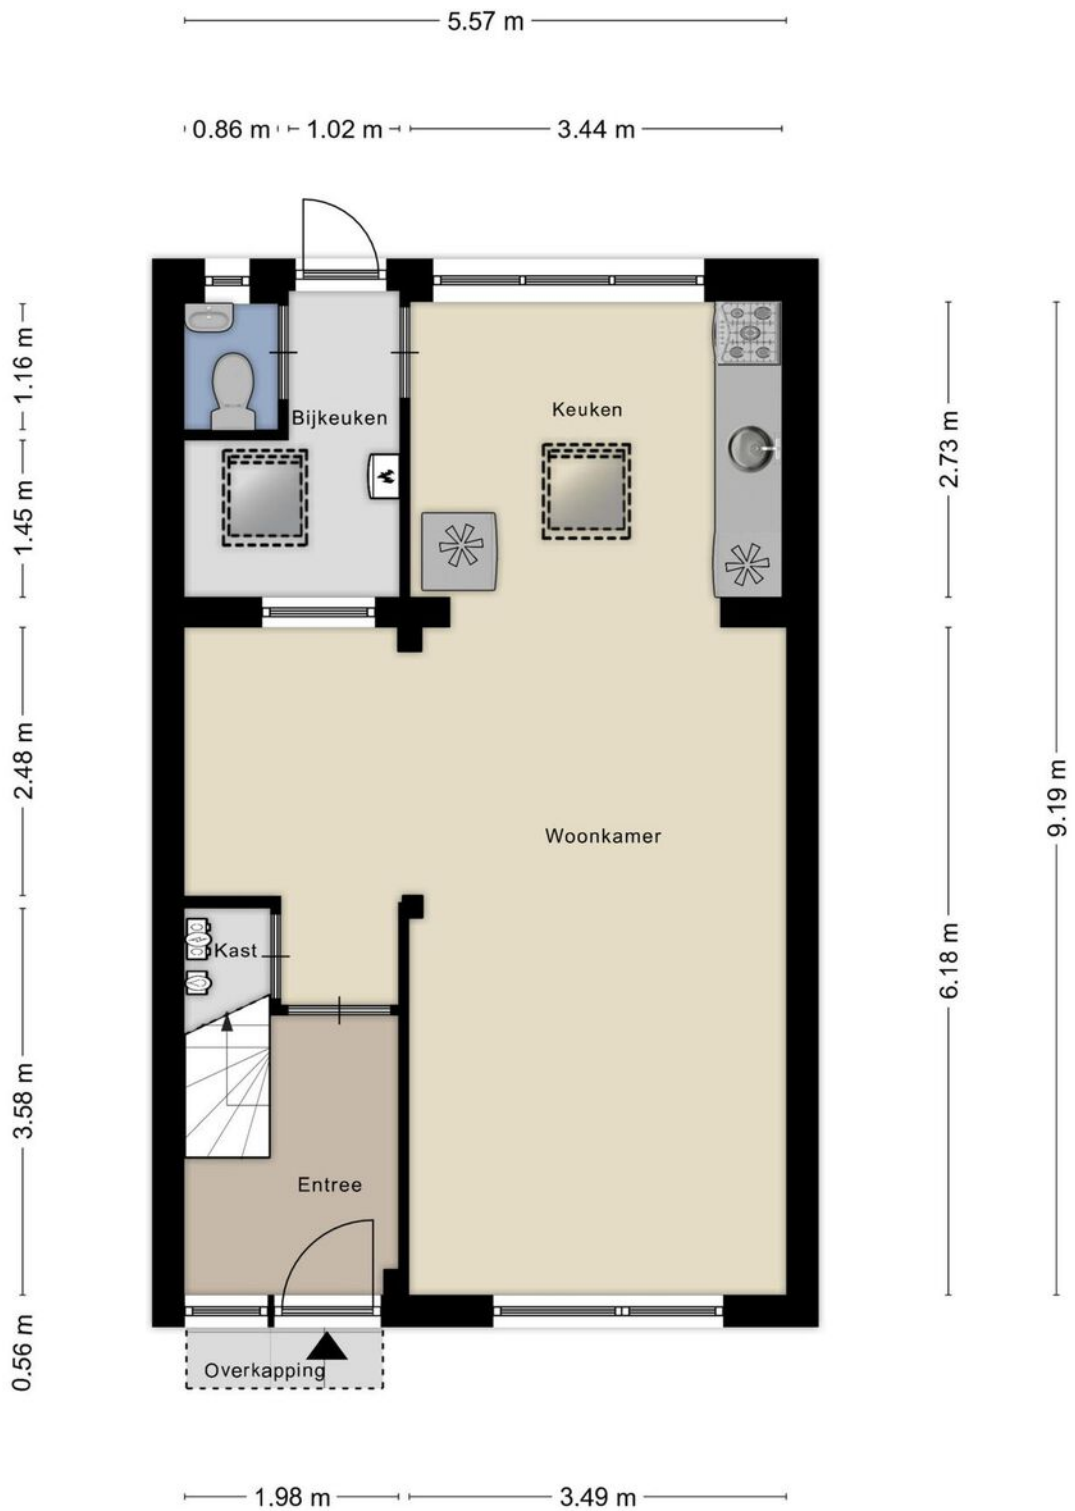 5.57 m
0.86 m
1.02 m
3.44 m
1.16 m
Bijkeuken
Keuken
2.73 m
1.45 m
2.48 m
Woonkamer
9.19 m
Kast
6.18 m
3.58 m
Entree
0.56 m
Overkapping
1.98 m
3.49 m